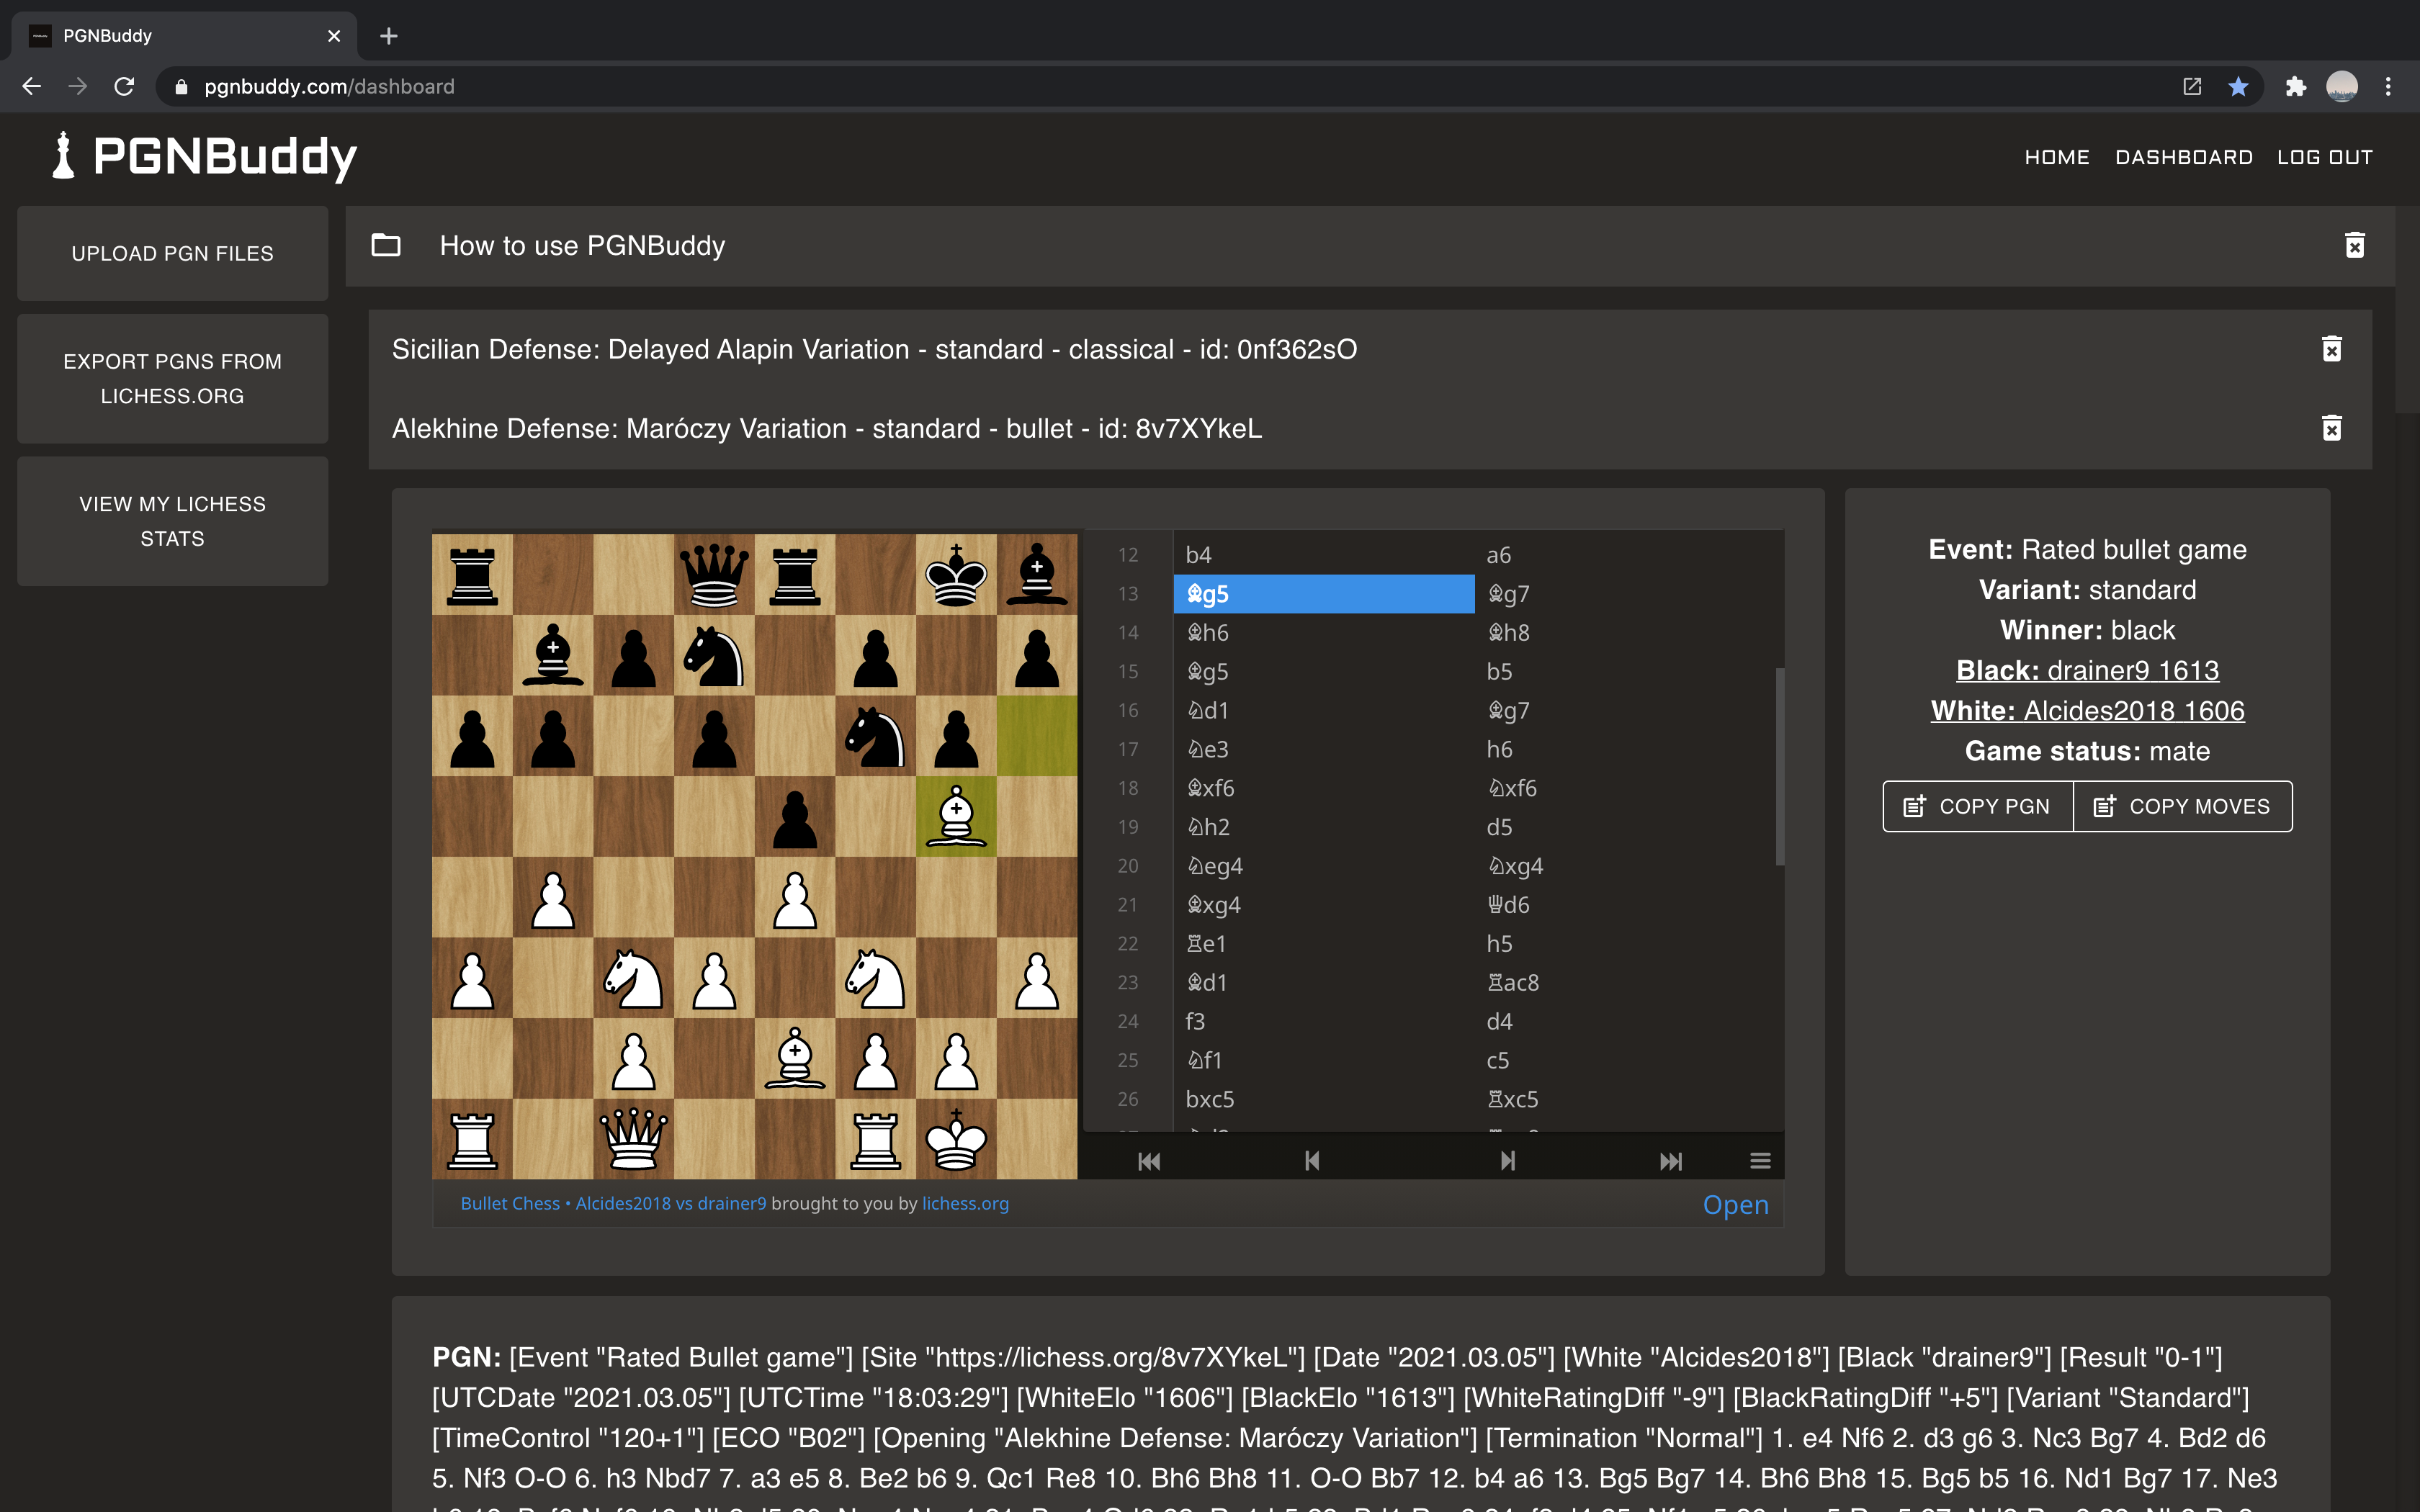 PGNBuddy
pgnbuddy.com/dashboard
PGNBuddy
HOME DASHBOARD LOG OUT
UPLOAD PGN FILES
EXPORT PGNS FROM
LICHESS.ORG
VIEW MY LICHESS
STATS
How to use PGNBuddy
Sicilian Defense: Delayed Alapin Variation - standard - classical - id: 0nf362sO
Alekhine Defense: Maróczy Variation - standard - bullet - id: 8v7XYkeL
12 b4 a6
13 ♗g5 ♗g7
14 ♗h6 ♗h8
15 ♗g5 b5
16 ♘d1 ♗g7
17 ♘e3 h6
18 ♗xf6 ♘xf6
19 ♘h2 d5
20 ♘eg4 ♘xg4
21 ♗xg4 ♕d6
22 ♖e1 h5
23 ♗d1 ♖ac8
24 f3 d4
25 ♘f1 c5
26 bxc5 ♖xc5
Bullet Chess • Alcides2018 vs drainer9 brought to you by lichess.org
Open
Event: Rated bullet game
Variant: standard
Winner: black
Black: drainer9 1613
White: Alcides2018 1606
Game status: mate
COPY PGN COPY MOVES
PGN: [Event "Rated Bullet game"] [Site "https://lichess.org/8v7XYkeL"] [Date "2021.03.05"] [White "Alcides2018"] [Black "drainer9"] [Result "0-1"]
[UTCDate "2021.03.05"] [UTCTime "18:03:29"] [WhiteElo "1606"] [BlackElo "1613"] [WhiteRatingDiff "-9"] [BlackRatingDiff "+5"] [Variant "Standard"]
[TimeControl "120+1"] [ECO "B02"] [Opening "Alekhine Defense: Maróczy Variation"] [Termination "Normal"] 1. e4 Nf6 2. d3 g6 3. Nc3 Bg7 4. Bd2 d6
5. Nf3 O-O 6. h3 Nbd7 7. a3 e5 8. Be2 b6 9. Qc1 Re8 10. Bh6 Bh8 11. O-O Bb7 12. b4 a6 13. Bg5 Bg7 14. Bh6 Bh8 15. Bg5 b5 16. Nd1 Bg7 17. Ne3